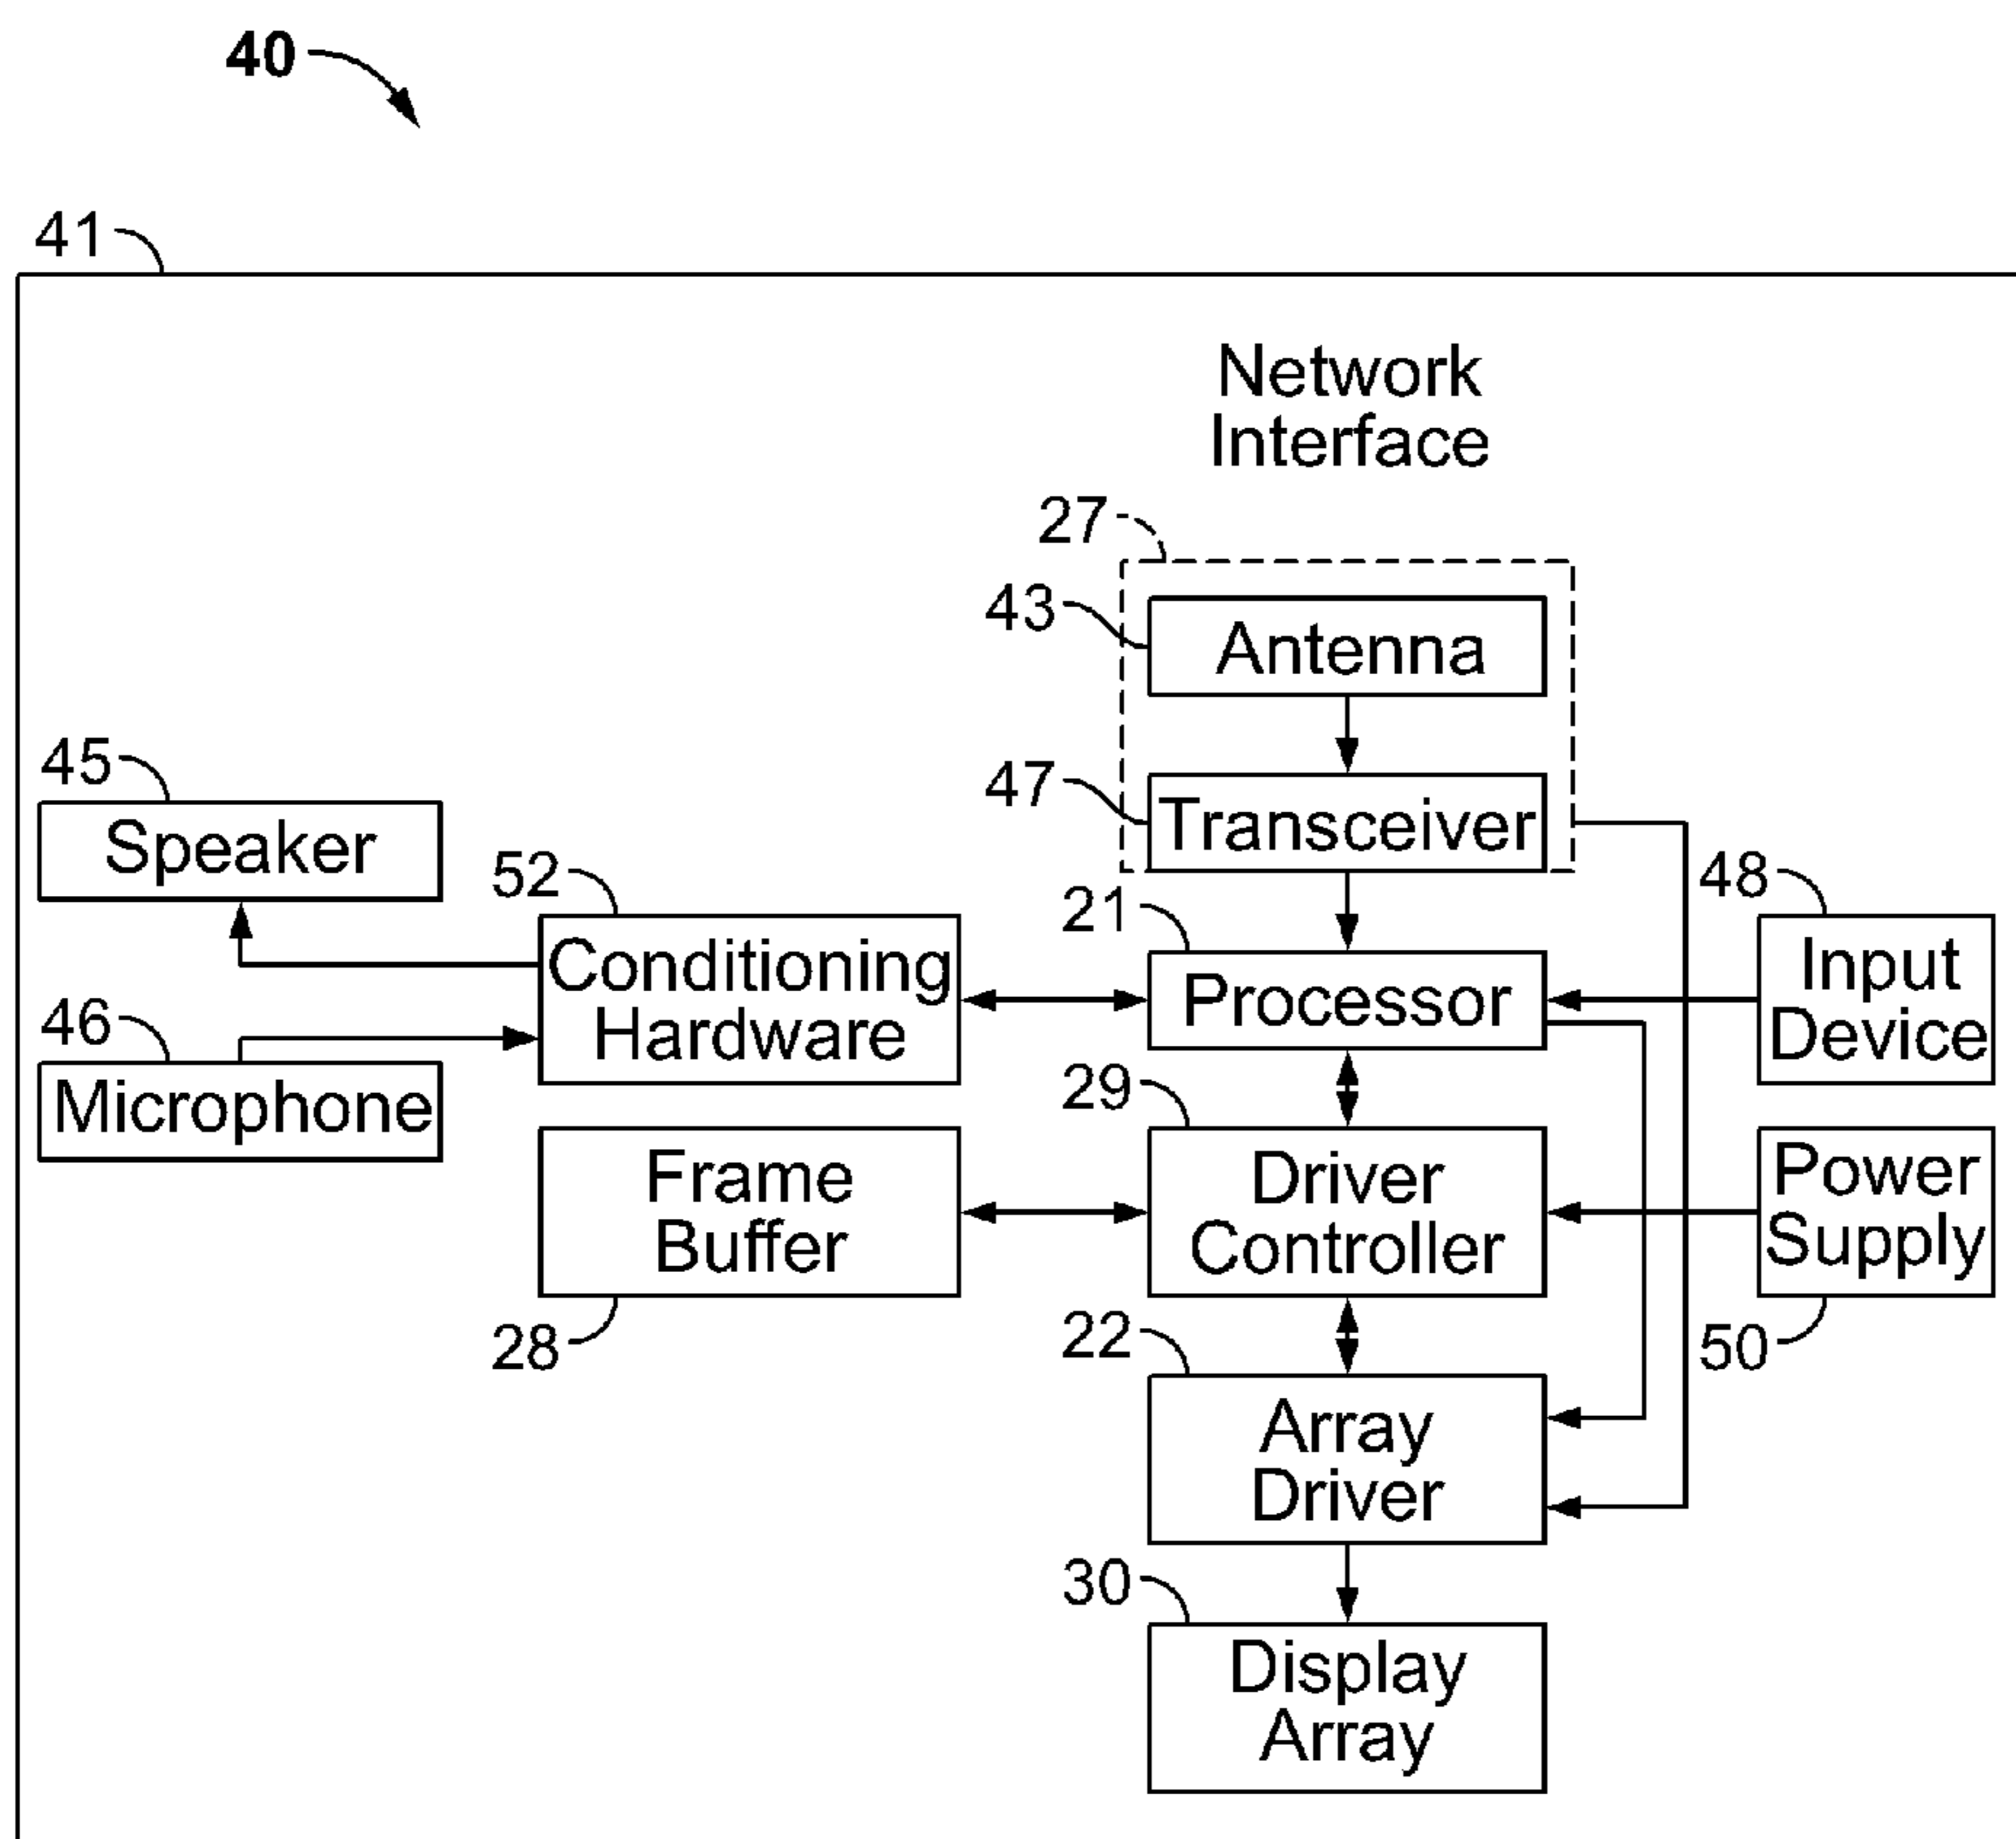 40
41
Network
Interface
27
43
Antenna
47
Transceiver
45
Speaker
52
Conditioning
Hardware
21
Processor
48
Input
Device
46
Microphone
29
Driver
Controller
Frame
Buffer
28
Power
Supply
50
22
Array
Driver
30
Display
Array